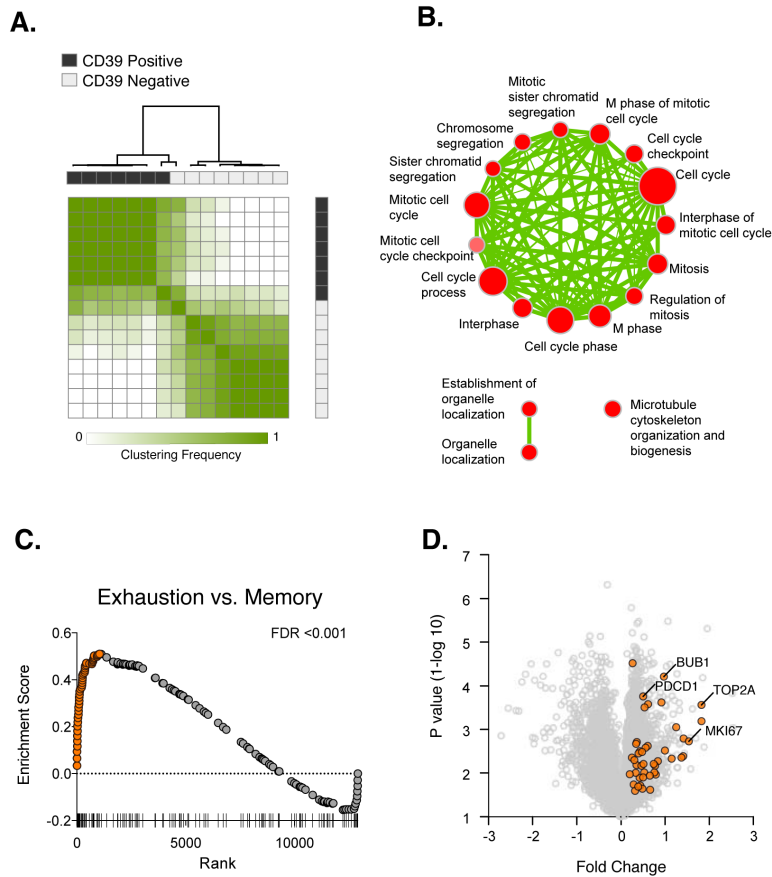 A.
CD39 Positive
CD39 Negative
0
1
Clustering Frequency
B.
Mitotic
sister chromatid
segregation
M phase of mitotic
cell cycle
Chromosome
segregation
Cell cycle
checkpoint
Sister chromatid
segregation
Cell cycle
Mitotic cell
cycle
Interphase of
mitotic cell cycle
Mitotic cell
cycle checkpoint
Mitosis
Cell cycle
process
Regulation of
mitosis
Interphase
M phase
Cell cycle phase
Establishment of
organelle
localization
Organelle
localization
Microtubule
cytoskeleton
organization and
biogenesis
C.
Exhaustion vs. Memory
FDR <0.001
Enrichment Score
0.6
0.4
0.2
0.0
-0.2
0
5000
10000
Rank
D.
P value (1-log 10)
7
6
5
4
3
2
1
BUB1
PDCD1
TOP2A
MKI67
-3
-2
-1
0
1
2
3
Fold Change